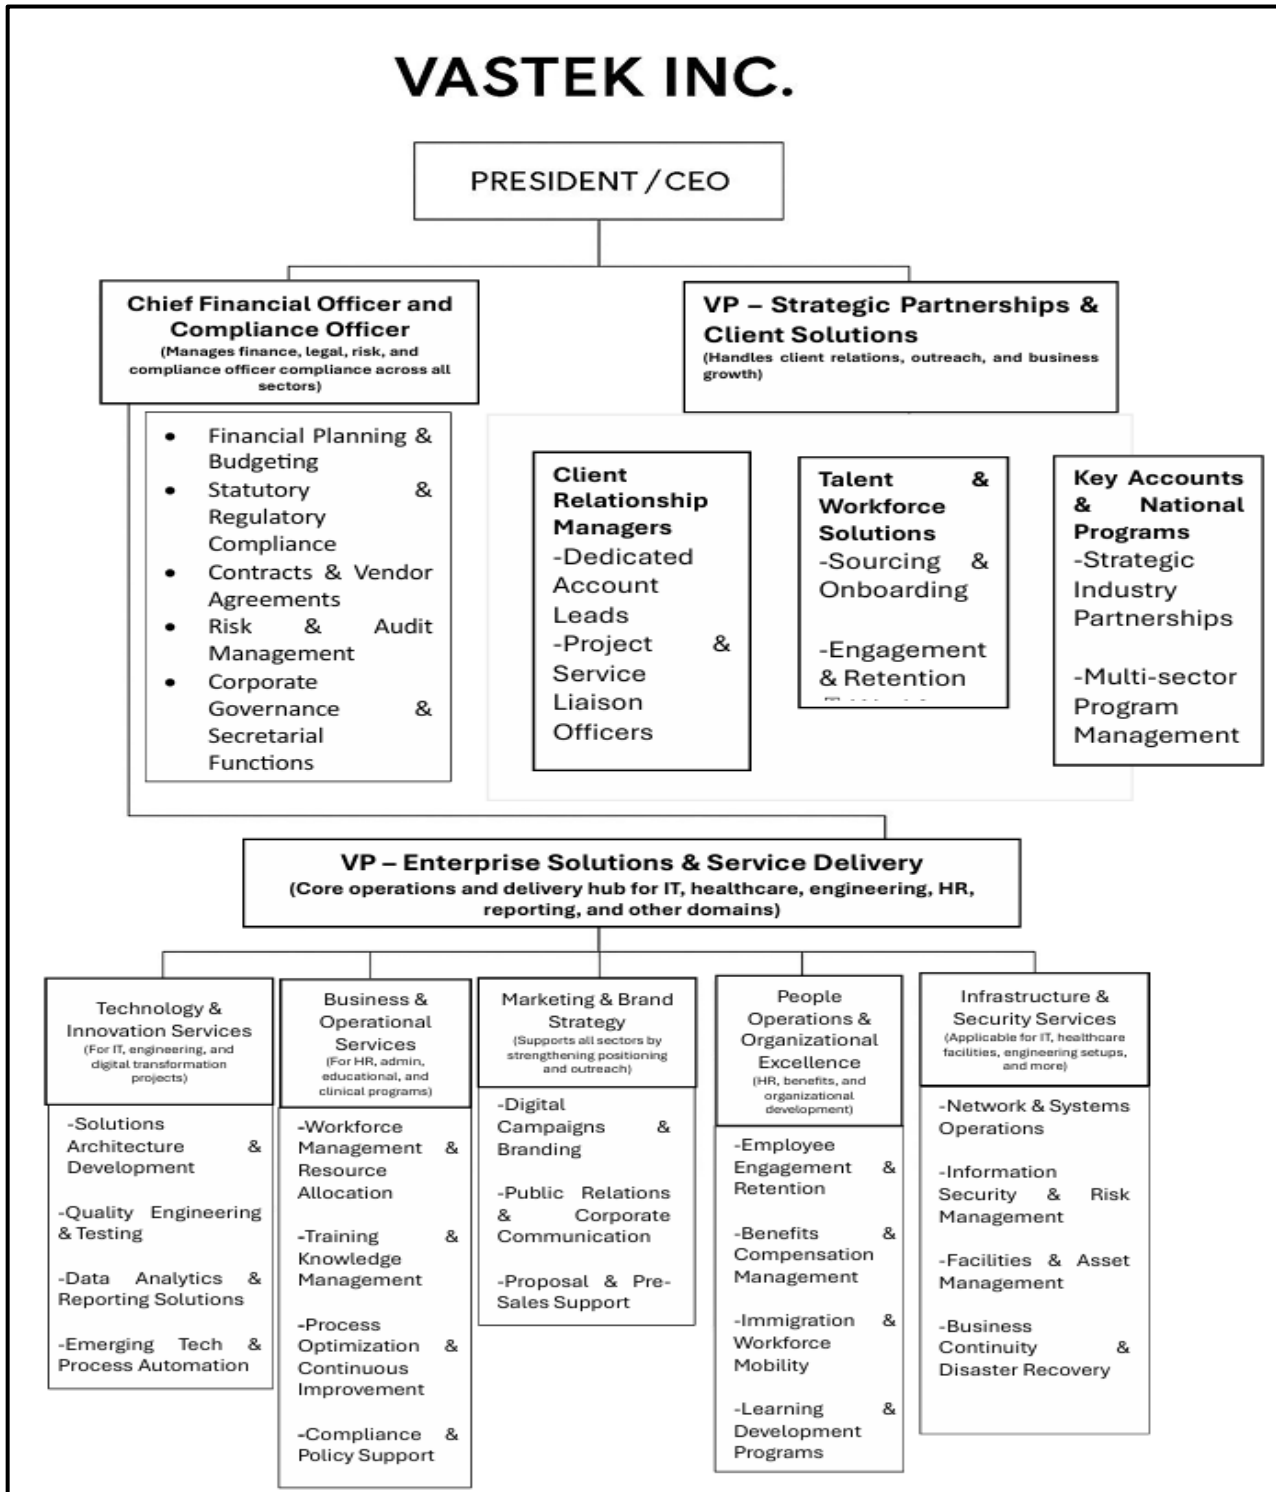 VASTEK INC.
PRESIDENT / CEO
Chief Financial Officer and
Compliance Officer
(Manages finance, legal, risk, and
compliance officer compliance across all
sectors)
VP – Strategic Partnerships &
Client Solutions
(Handles client relations, outreach, and business
growth)
• Financial Planning &
Budgeting
• Statutory &
Regulatory
Compliance
• Contracts & Vendor
Agreements
• Risk & Audit
Management
• Corporate
Governance &
Secretarial
Functions
Client
Relationship
Managers
-Dedicated
Account
Leads
-Project &
Service
Liaison
Officers
Talent &
Workforce
Solutions
-Sourcing &
Onboarding
-Engagement
& Retention
Key Accounts
& National
Programs
-Strategic
Industry
Partnerships
-Multi-sector
Program
Management
VP – Enterprise Solutions & Service Delivery
(Core operations and delivery hub for IT, healthcare, engineering, HR,
reporting, and other domains)
Technology &
Innovation Services
(For IT, engineering, and
digital transformation
projects)
-Solutions
Architecture &
Development
-Quality Engineering
& Testing
-Data Analytics &
Reporting Solutions
-Emerging Tech &
Process Automation
Business &
Operational
Services
(For HR, admin,
educational, and
clinical programs)
-Workforce
Management &
Resource
Allocation
-Training &
Knowledge
Management
-Process
Optimization &
Continuous
Improvement
-Compliance &
Policy Support
Marketing & Brand
Strategy
(Supports all sectors by
strengthening positioning
and outreach)
-Digital
Campaigns &
Branding
-Public Relations
& Corporate
Communication
-Proposal & Pre-
Sales Support
People
Operations &
Organizational
Excellence
(HR, benefits, and
organizational
development)
-Employee
Engagement &
Retention
-Benefits &
Compensation
Management
-Immigration &
Workforce
Mobility
-Learning &
Development
Programs
Infrastructure &
Security Services
(Applicable for IT, healthcare
facilities, engineering setups,
and more)
-Network & Systems
Operations
-Information
Security & Risk
Management
-Facilities & Asset
Management
-Business
Continuity &
Disaster Recovery